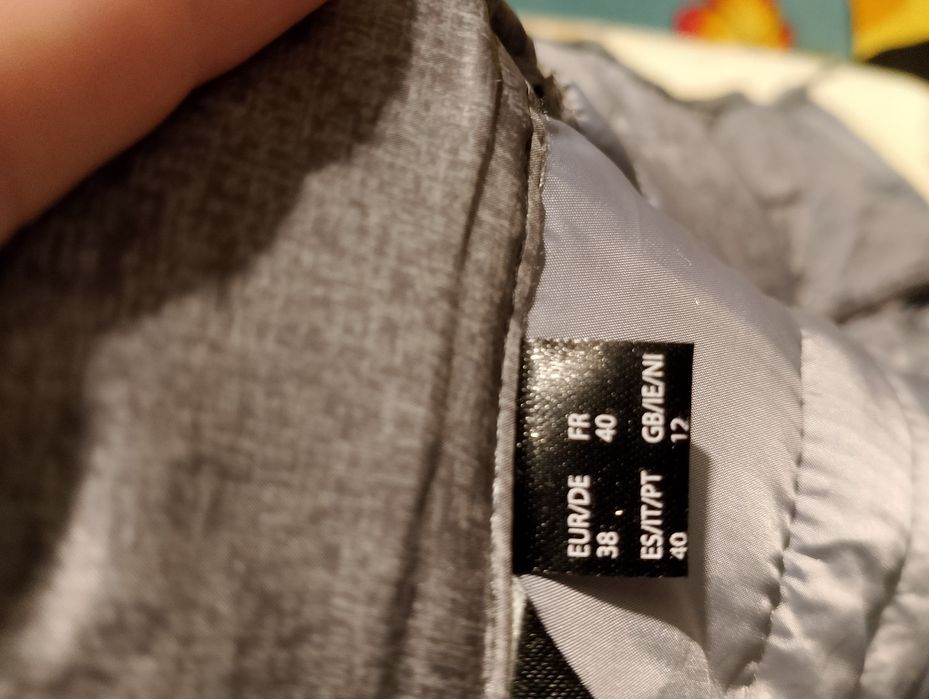 EUR/DE FR
38 40
ES/IT/PT GB/IE/NI
40 12